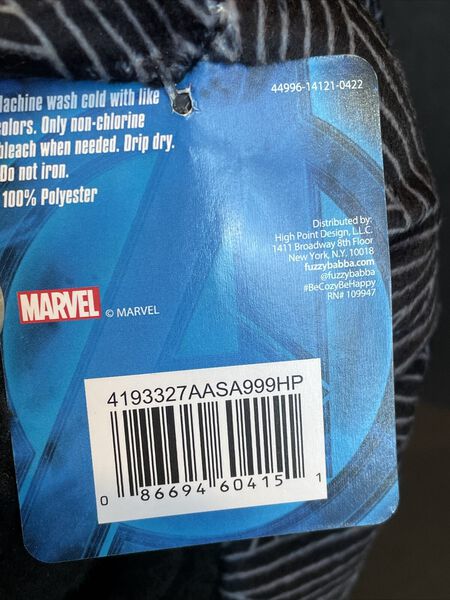 44996-14121-0422
Machine wash cold with like
colors. Only non-chlorine
bleach when needed. Drip dry.
Do not iron.
100% Polyester
Distributed by:
High Point Design, L.L.C.
1411 Broadway 8th Floor
New York, N.Y. 10018
fuzzybabba.com
@fuzzybabba
#BeCozyBeHappy
RN# 109947
MARVEL © MARVEL
4193327AASA999HP
0 86694 60415 1